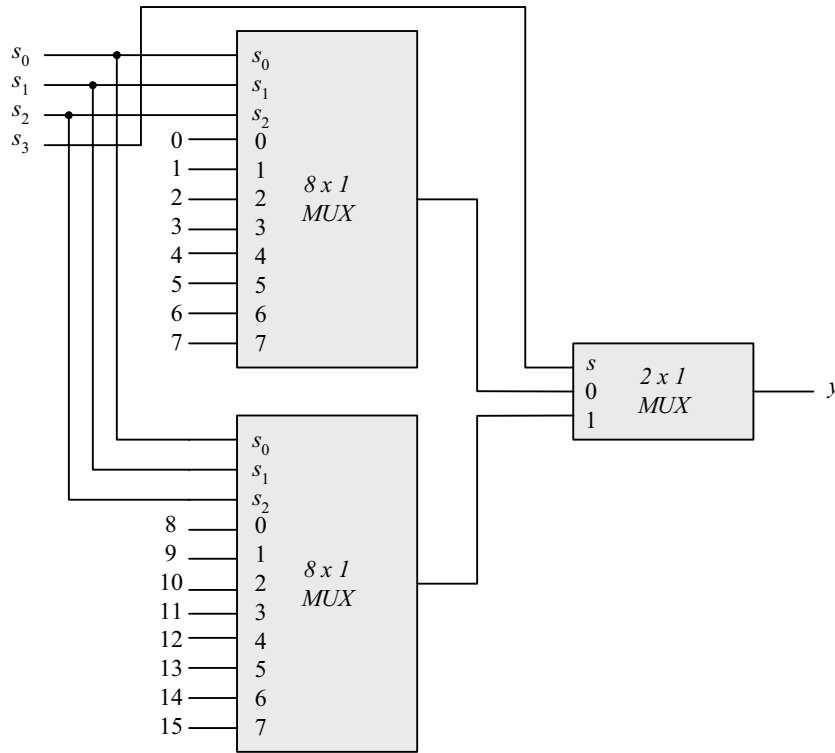 s0 s0
s1 s1
s2 s2
s3
0 0
1 1
2 2
3 3
4 4
5 5
6 6
7 7
8 x 1
MUX
s
0
1
2 x 1
MUX
y
s0
s1
s2
8 0
9 1
10 2
11 3
12 4
13 5
14 6
15 7
8 x 1
MUX